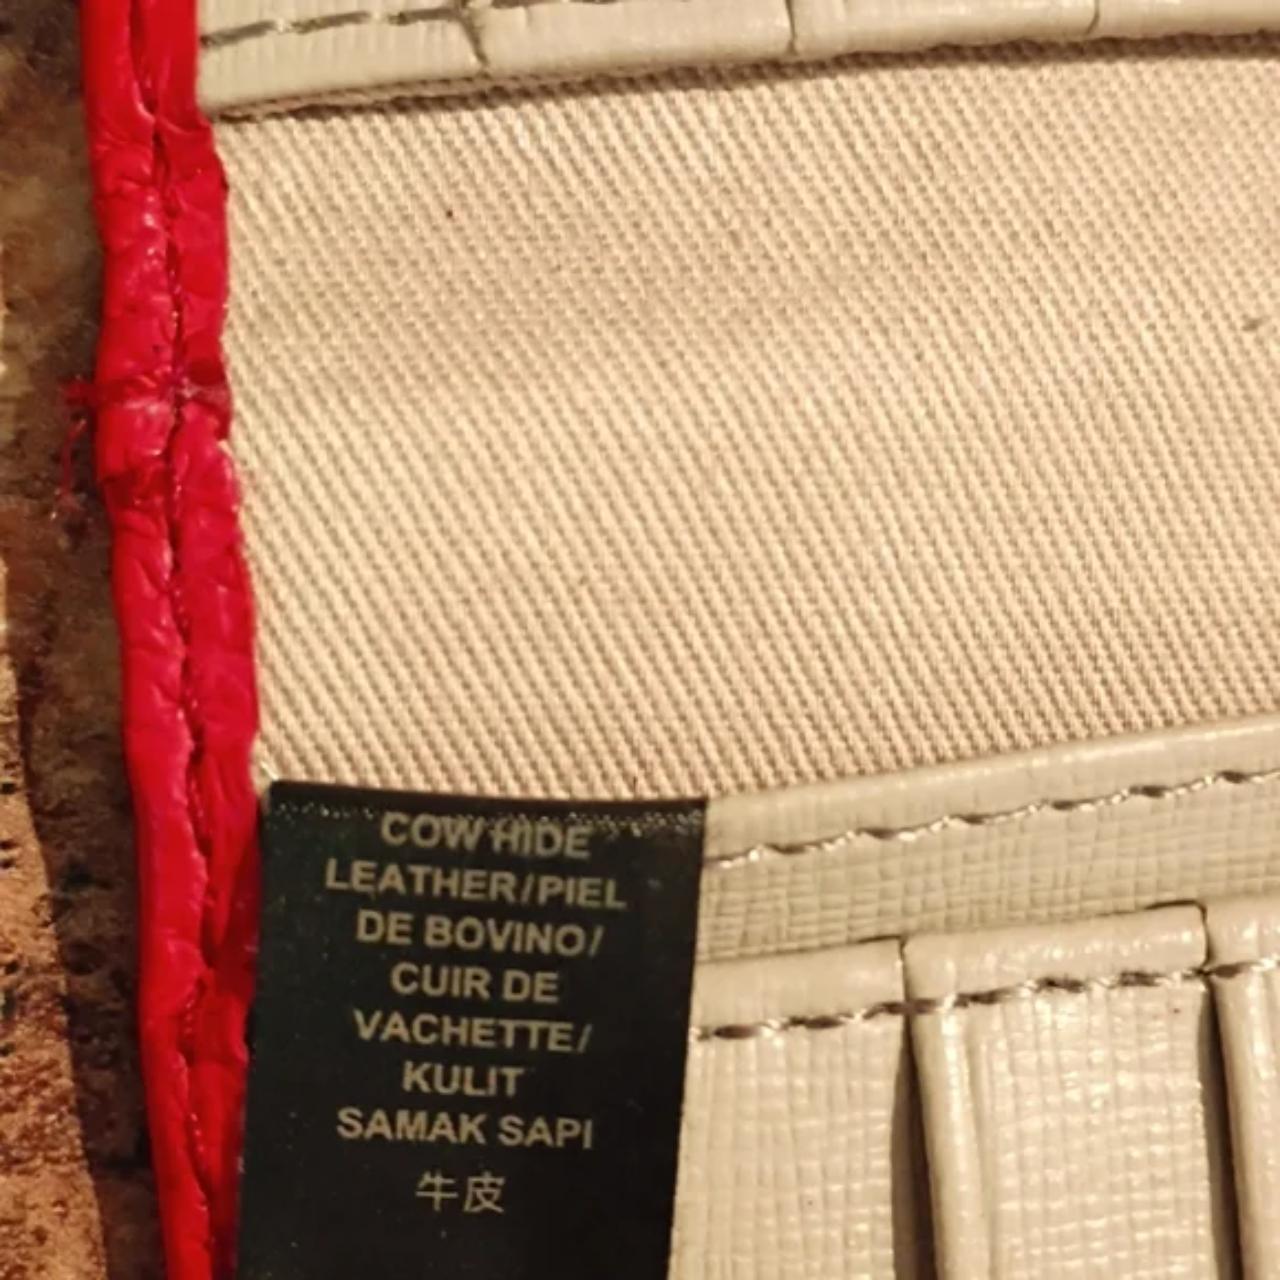 COW HIDE
LEATHER/PIEL
DE BOVINO/
CUIR DE
VACHETTE/
KULIT
SAMAK SAPI
牛皮